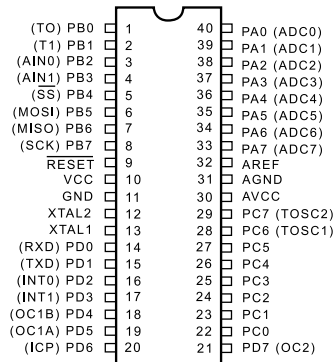 (TO) PB0 1 40 PA0 (ADC0)
(T1) PB1 2 39 PA1 (ADC1)
(AIN0) PB2 3 38 PA2 (ADC2)
(AIN1) PB3 4 37 PA3 (ADC3)
(SS) PB4 5 36 PA4 (ADC4)
(MOSI) PB5 6 35 PA5 (ADC5)
(MISO) PB6 7 34 PA6 (ADC6)
(SCK) PB7 8 33 PA7 (ADC7)
RESET 9 32 AREF
VCC 10 31 AGND
GND 11 30 AVCC
XTAL2 12 29 PC7 (TOSC2)
XTAL1 13 28 PC6 (TOSC1)
(RXD) PD0 14 27 PC5
(TXD) PD1 15 26 PC4
(INT0) PD2 16 25 PC3
(INT1) PD3 17 24 PC2
(OC1B) PD4 18 23 PC1
(OC1A) PD5 19 22 PC0
(ICP) PD6 20 21 PD7 (OC2)